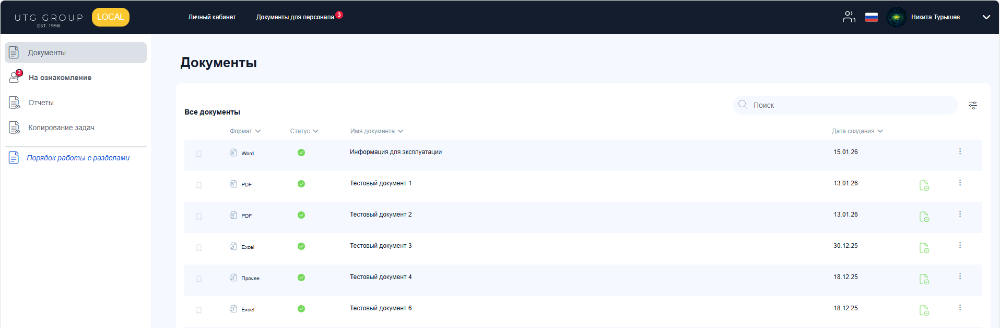 UTG GROUP
EST. 1998
LOCAL
Личный кабинет
Документы для персонала 3
Никита Турышев
Документы
3
На ознакомление
Отчеты
Копирование задач
Порядок работы с разделами
Документы
Все документы
Поиск
Формат Статус Имя документа Дата создания
Word Информация для эксплуатации 15.01.26
PDF Тестовый документ 1 13.01.26
PDF Тестовый документ 2 13.01.26
Excel Тестовый документ 3 30.12.25
Прочее Тестовый документ 4 18.12.25
Excel Тестовый документ 6 18.12.25